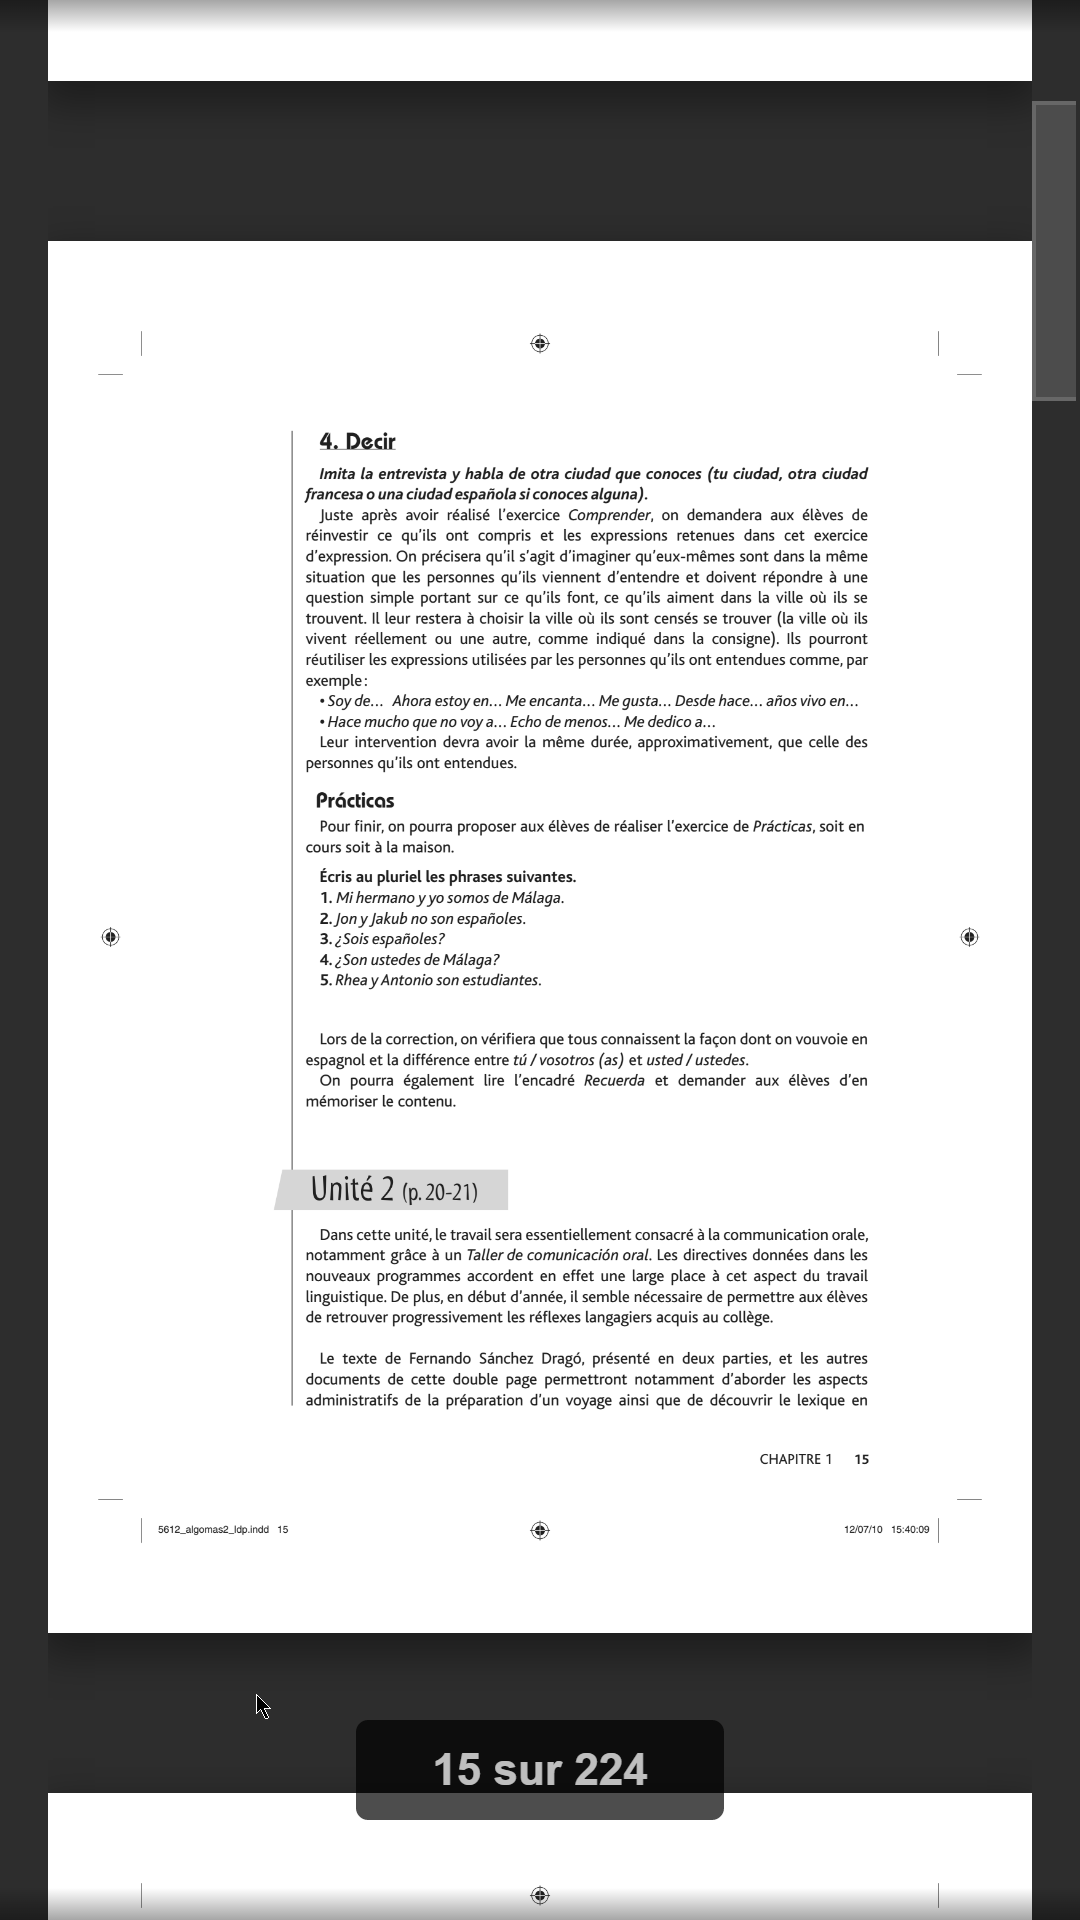 4. Decir
Imita la entrevista y habla de otra ciudad que conoces (tu ciudad, otra ciudad
francesa o una ciudad española si conoces alguna).
Juste après avoir réalisé l’exercice Comprender, on demandera aux élèves de
réinvestir ce qu’ils ont compris et les expressions retenues dans cet exercice
d’expression. On précisera qu’il s’agit d’imaginer qu’eux-mêmes sont dans la même
situation que les personnes qu’ils viennent d’entendre et doivent répondre à une
question simple portant sur ce qu’ils font, ce qu’ils aiment dans la ville où ils se
trouvent. Il leur restera à choisir la ville où ils sont censés se trouver (la ville où ils
vivent réellement ou une autre, comme indiqué dans la consigne). Ils pourront
réutiliser les expressions utilisées par les personnes qu’ils ont entendues comme, par
exemple :
• Soy de… Ahora estoy en… Me encanta… Me gusta… Desde hace… años vivo en…
• Hace mucho que no voy a… Echo de menos… Me dedico a…
Leur intervention devra avoir la même durée, approximativement, que celle des
personnes qu’ils ont entendues.
Prácticas
Pour finir, on pourra proposer aux élèves de réaliser l’exercice de Prácticas, soit en
cours soit à la maison.
Écris au pluriel les phrases suivantes.
1. Mi hermano y yo somos de Málaga.
2. Jon y Jakub no son españoles.
3. ¿Sois españoles?
4. ¿Son ustedes de Málaga?
5. Rhea y Antonio son estudiantes.
Lors de la correction, on vérifiera que tous connaissent la façon dont on vouvoie en
espagnol et la différence entre tú / vosotros (as) et usted / ustedes.
On pourra également lire l’encadré Recuerda et demander aux élèves d’en
mémoriser le contenu.
Unité 2 (p. 20-21)
Dans cette unité, le travail sera essentiellement consacré à la communication orale,
notamment grâce à un Taller de comunicación oral. Les directives données dans les
nouveaux programmes accordent en effet une large place à cet aspect du travail
linguistique. De plus, en début d’année, il semble nécessaire de permettre aux élèves
de retrouver progressivement les réflexes langagiers acquis au collège.
Le texte de Fernando Sánchez Dragó, présenté en deux parties, et les autres
documents de cette double page permettront notamment d’aborder les aspects
administratifs de la préparation d’un voyage ainsi que de découvrir le lexique en
CHAPITRE 1 15
5612_algomas2_ldp.indd 15 12/07/10 15:40:09
15 sur 224